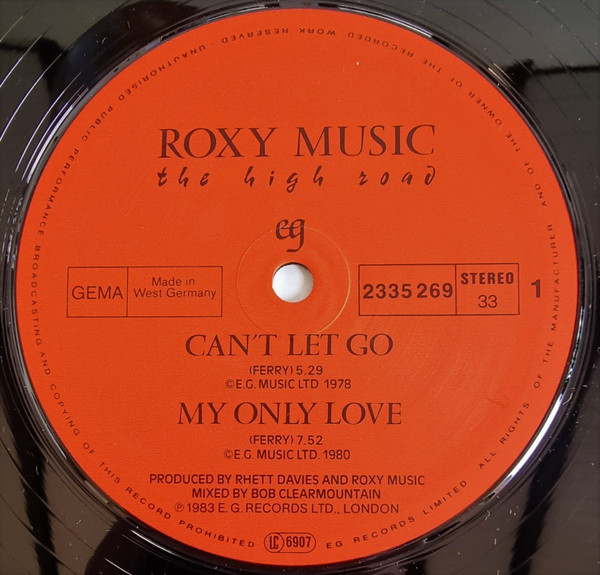 ROXY MUSIC
the high road
eg
GEMA
Made in
West Germany
2335 269
STEREO
33
1
CAN'T LET GO
(FERRY) 5.29
©E.G. MUSIC LTD 1978
MY ONLY LOVE
(FERRY) 7.52
©E.G. MUSIC LTD. 1980
PRODUCED BY RHETT DAVIES AND ROXY MUSIC
MIXED BY BOB CLEARMOUNTAIN
℗ 1983 E.G. RECORDS LTD., LONDON
LC 6907
EG RECORDS LIMITED ALL RIGHTS OF THE MANUFACTURER AND OF THE OWNER OF THE RECORDED WORK RESERVED UNAUTHORISED PUBLIC PERFORMANCE BROADCASTING AND COPYING OF THIS RECORD PROHIBITED